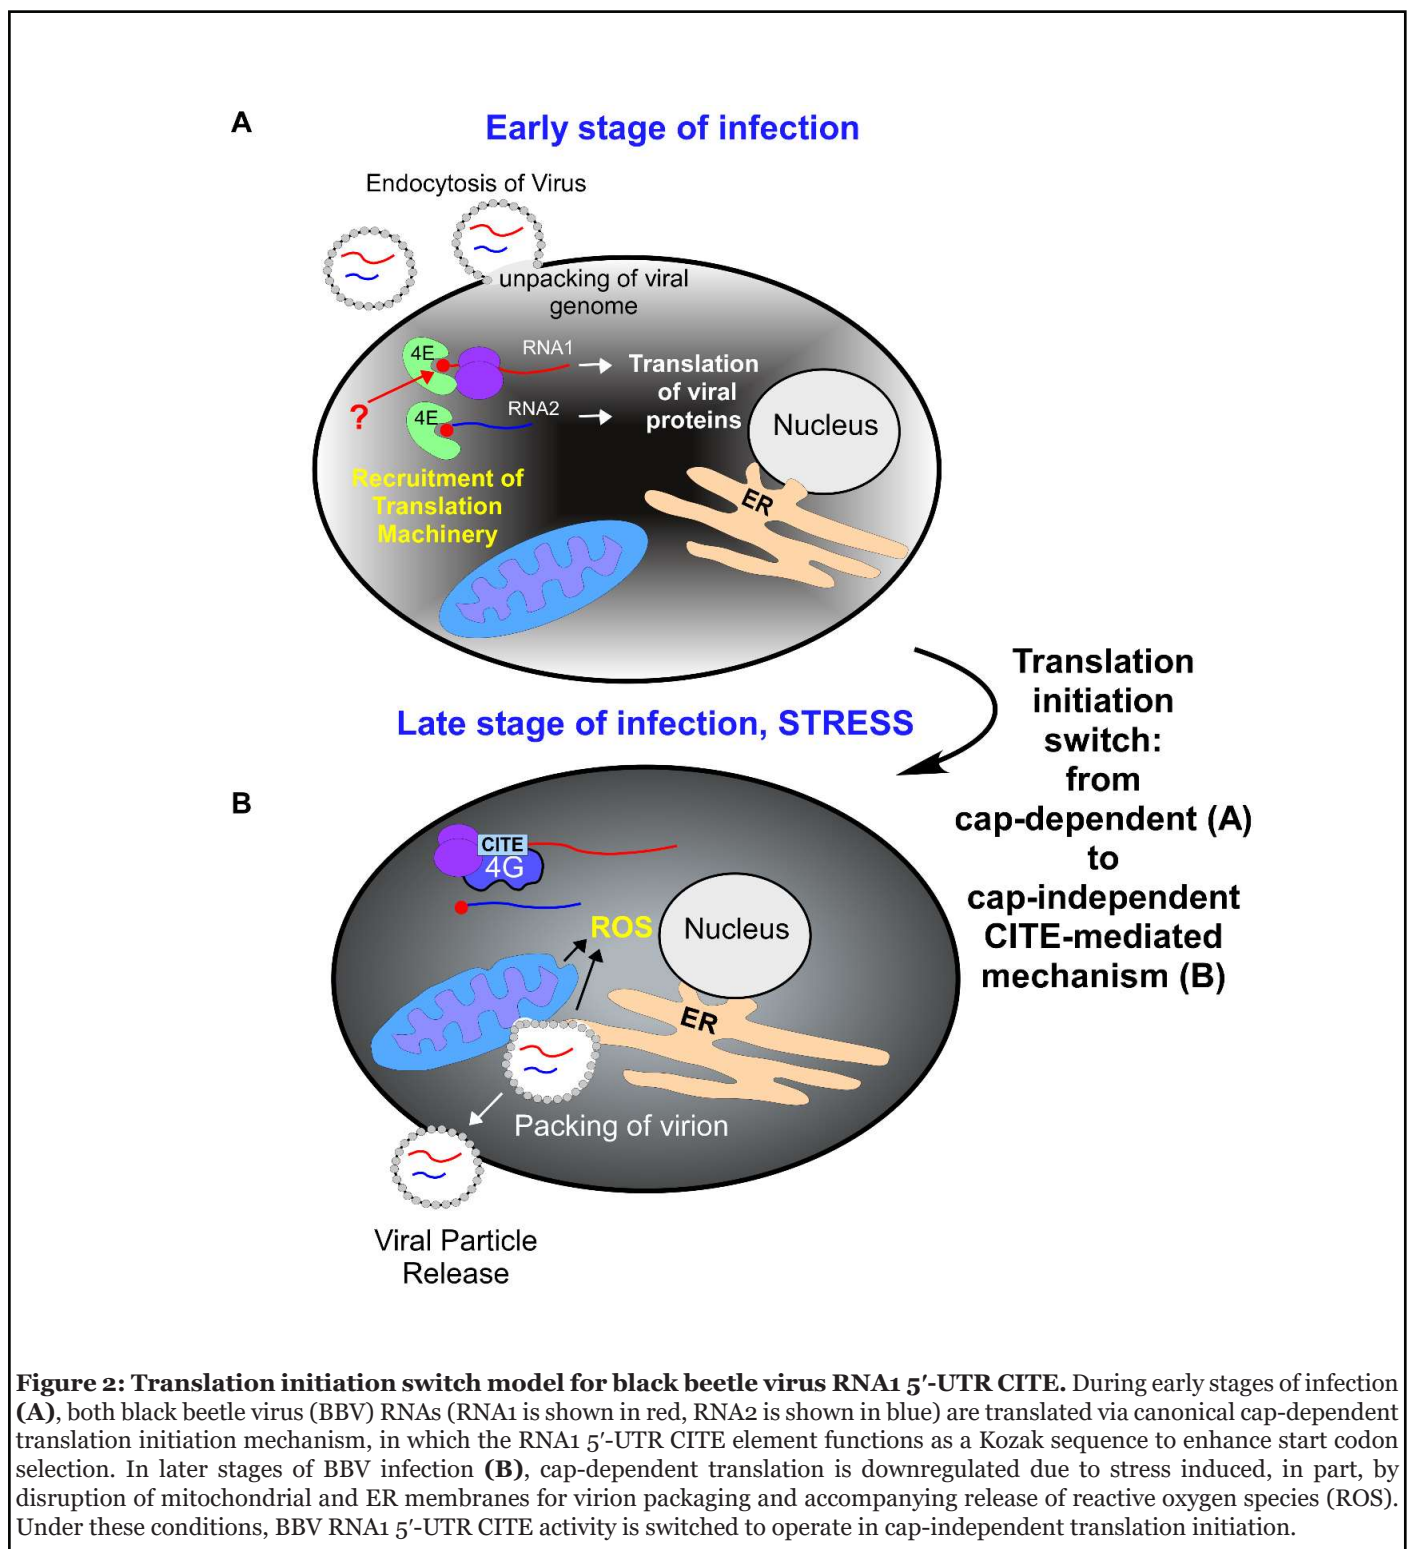 A
Early stage of infection
Endocytosis of Virus
unpacking of viral
genome
4E
RNA1
Translation
of viral
proteins
?
4E
RNA2
Nucleus
Recruitment of
Translation
Machinery
ER
Translation
initiation
switch:
from
cap-dependent (A)
to
cap-independent
CITE-mediated
mechanism (B)
Late stage of infection, STRESS
B
CITE
4G
ROS
Nucleus
ER
Packing of virion
Viral Particle
Release
Figure 2: Translation initiation switch model for black beetle virus RNA1 5′-UTR CITE. During early stages of infection
(A), both black beetle virus (BBV) RNAs (RNA1 is shown in red, RNA2 is shown in blue) are translated via canonical cap-dependent
translation initiation mechanism, in which the RNA1 5′-UTR CITE element functions as a Kozak sequence to enhance start codon
selection. In later stages of BBV infection (B), cap-dependent translation is downregulated due to stress induced, in part, by
disruption of mitochondrial and ER membranes for virion packaging and accompanying release of reactive oxygen species (ROS).
Under these conditions, BBV RNA1 5′-UTR CITE activity is switched to operate in cap-independent translation initiation.